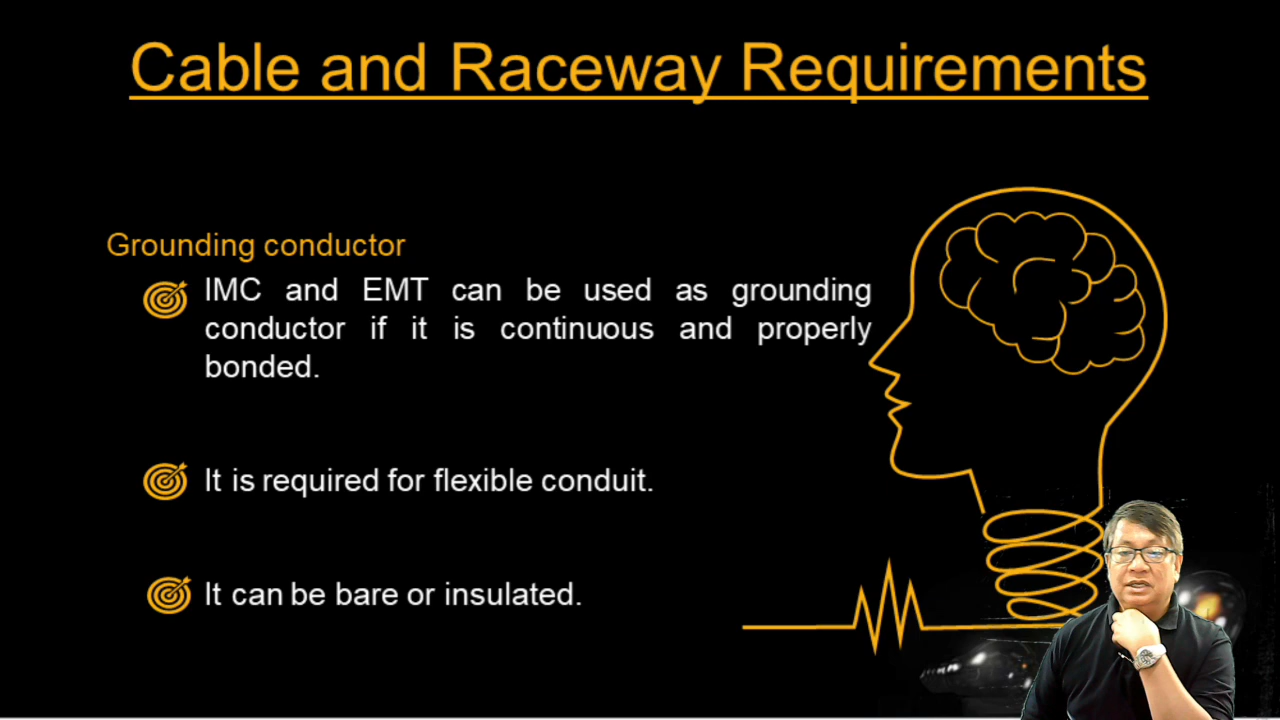 Cable and Raceway Requirements
Grounding conductor
IMC and EMT can be used as grounding
conductor if it is continuous and properly
bonded.
It is required for flexible conduit.
It can be bare or insulated.